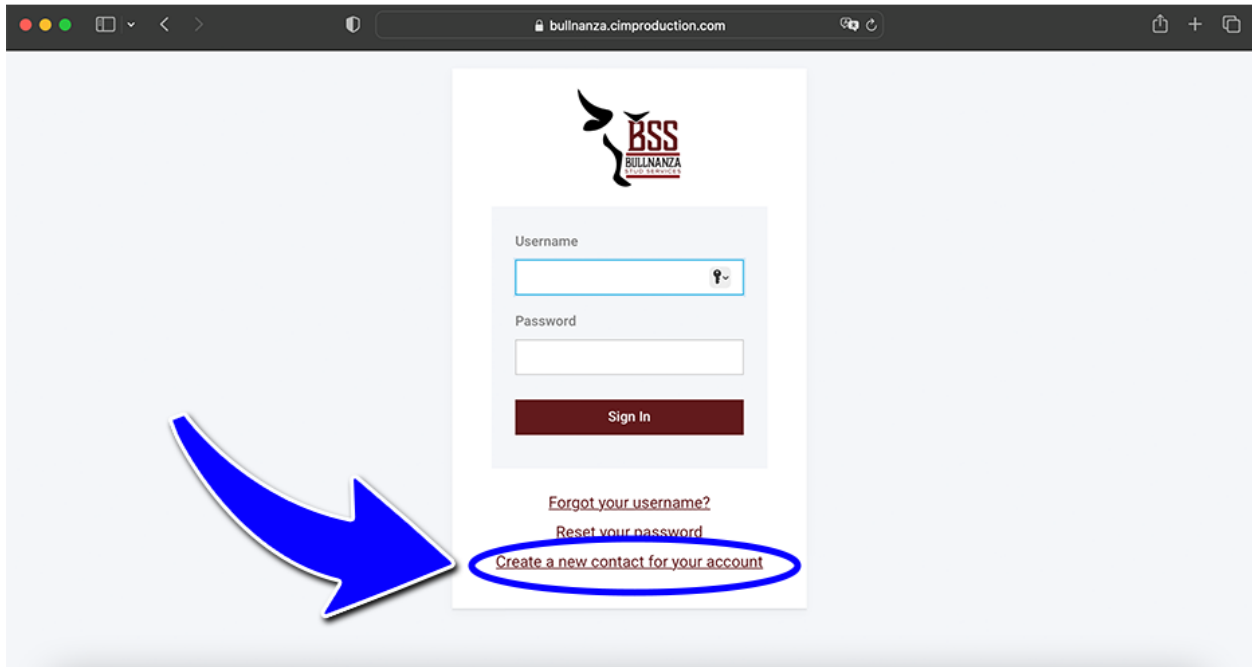 bullnanza.cimproduction.com
BSS
BULLNANZA
STUD SERVICES
Username
Password
Sign In
Forgot your username?
Reset your password
Create a new contact for your account